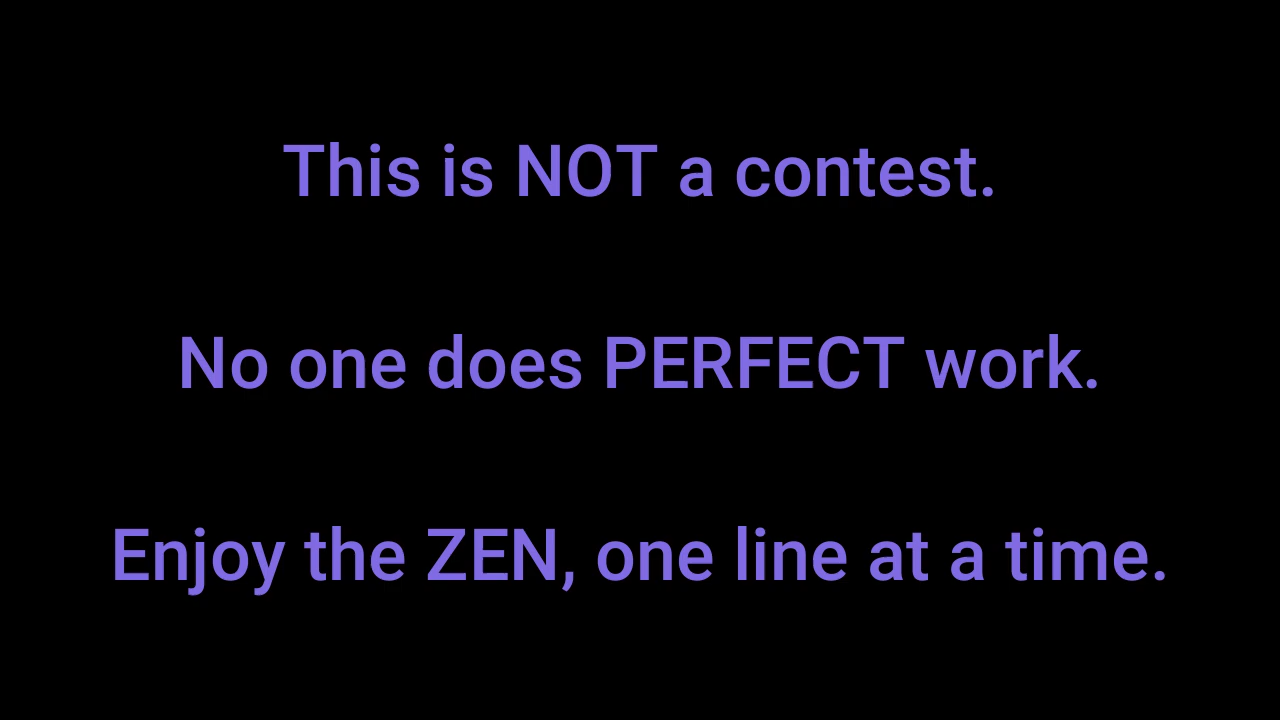 This is NOT a contest.
No one does PERFECT work.
Enjoy the ZEN, one line at a time.